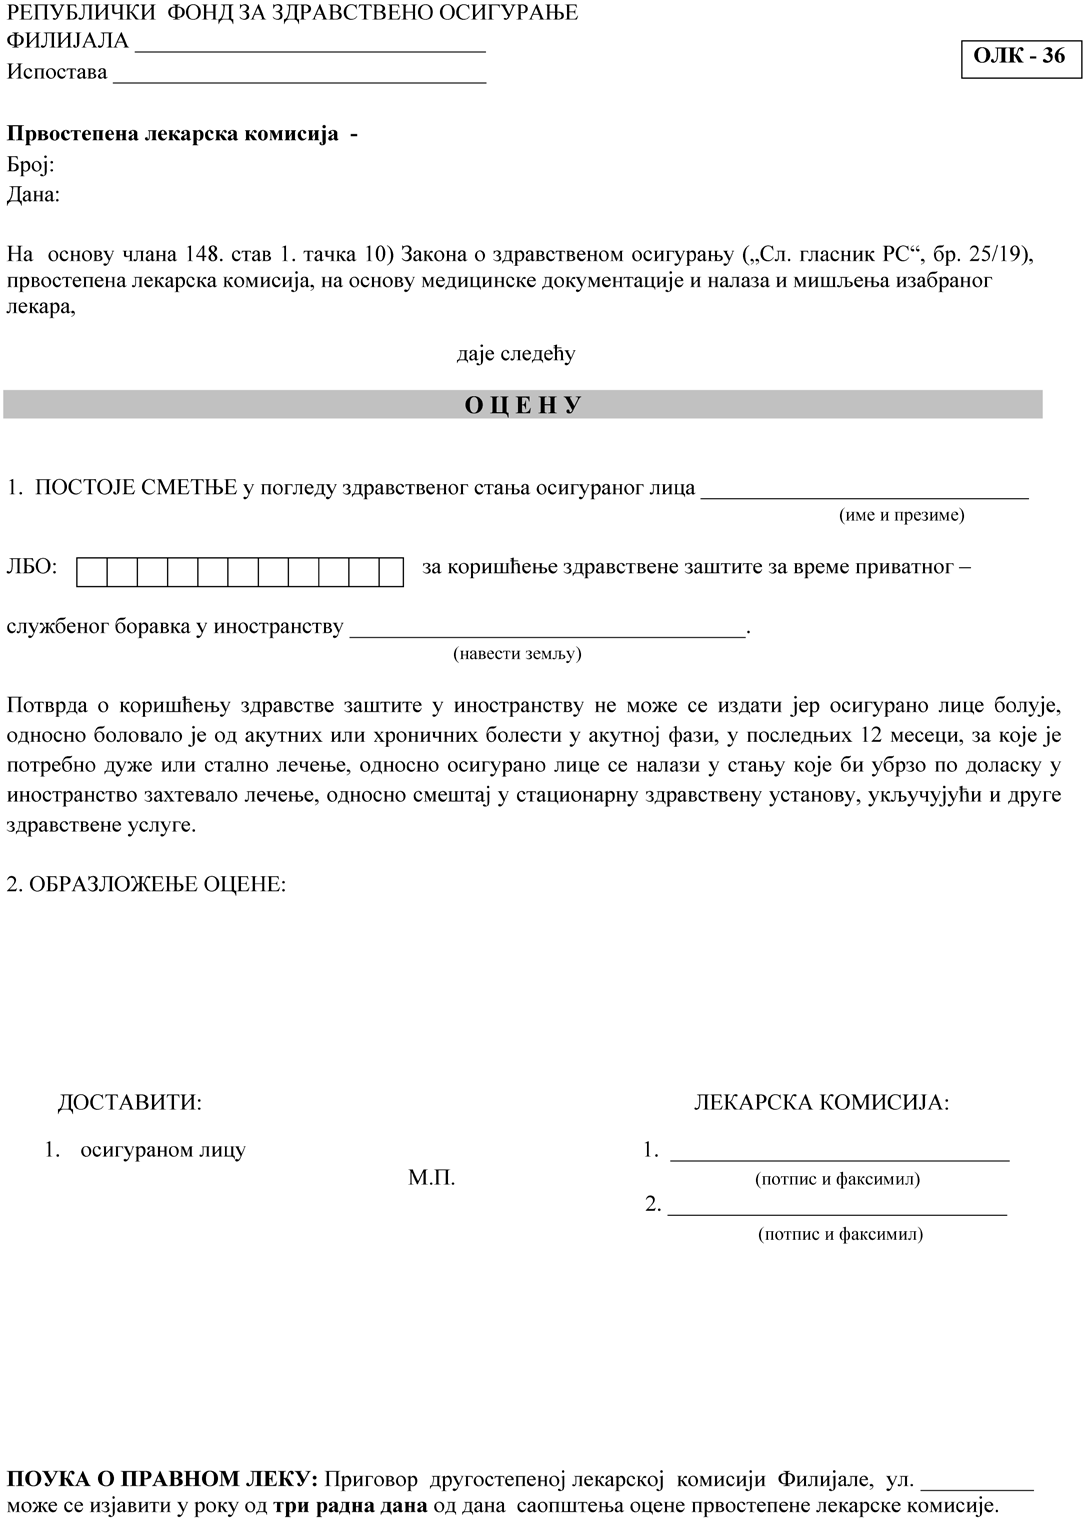 РЕПУБЛИЧКИ ФОНД ЗА ЗДРАВСТВЕНО ОСИГУРАЊЕ
ФИЛИЈАЛА
Испостава
ОЛК - 36
Првостепена лекарска комисија -
Број:
Дана:
На основу члана 148. став 1. тачка 10) Закона о здравственом осигурању („Сл. гласник РС“, бр. 25/19),
првостепена лекарска комисија, на основу медицинске документације и налаза и мишљења изабраног
лекара,
даје следећу
О Ц Е Н У
1. ПОСТОЈЕ СМЕТЊЕ у погледу здравственог стања осигураног лица
(име и презиме)
ЛБО: за коришћење здравствене заштите за време приватног –
службеног боравка у иностранству .
(навести земљу)
Потврда о коришћењу здравстве заштите у иностранству не може се издати јер осигурано лице болује,
односно боловало је од акутних или хроничних болести у акутној фази, у последњих 12 месеци, за које је
потребно дуже или стално лечење, односно осигурано лице се налази у стању које би убрзо по доласку у
иностранство захтевало лечење, односно смештај у стационарну здравствену установу, укључујући и друге
здравствене услуге.
2. ОБРАЗЛОЖЕЊЕ ОЦЕНЕ:
ДОСТАВИТИ:
ЛЕКАРСКА КОМИСИЈА:
1. осигураном лицу
1.
М.П.
(потпис и факсимил)
2.
(потпис и факсимил)
ПОУКА О ПРАВНОМ ЛЕКУ: Приговор другостепеној лекарској комисији Филијале, ул.
може се изјавити у року од три радна дана од дана саопштења оцене првостепене лекарске комисије.